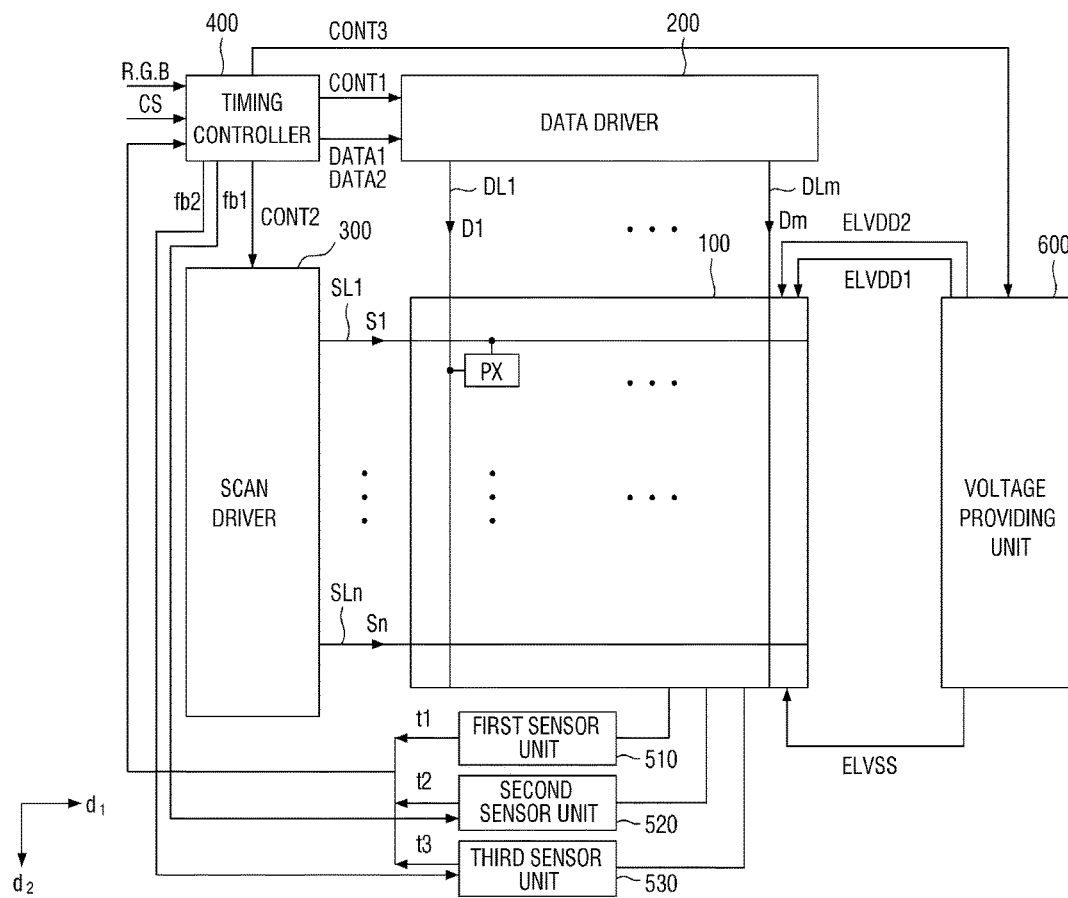 400
CONT3
200
R.G.B
CS
TIMING
CONTROLLER
CONT1
DATA1
DATA2
DATA DRIVER
fb2
fb1
CONT2
DL1
DLm
D1
Dm
300
100
ELVDD2
ELVDD1
600
SL1
S1
PX
SCAN
DRIVER
VOLTAGE
PROVIDING
UNIT
SLn
Sn
t1
FIRST SENSOR
UNIT
510
ELVSS
t2
SECOND
SENSOR UNIT
520
t3
THIRD SENSOR
UNIT
530
d1
d2